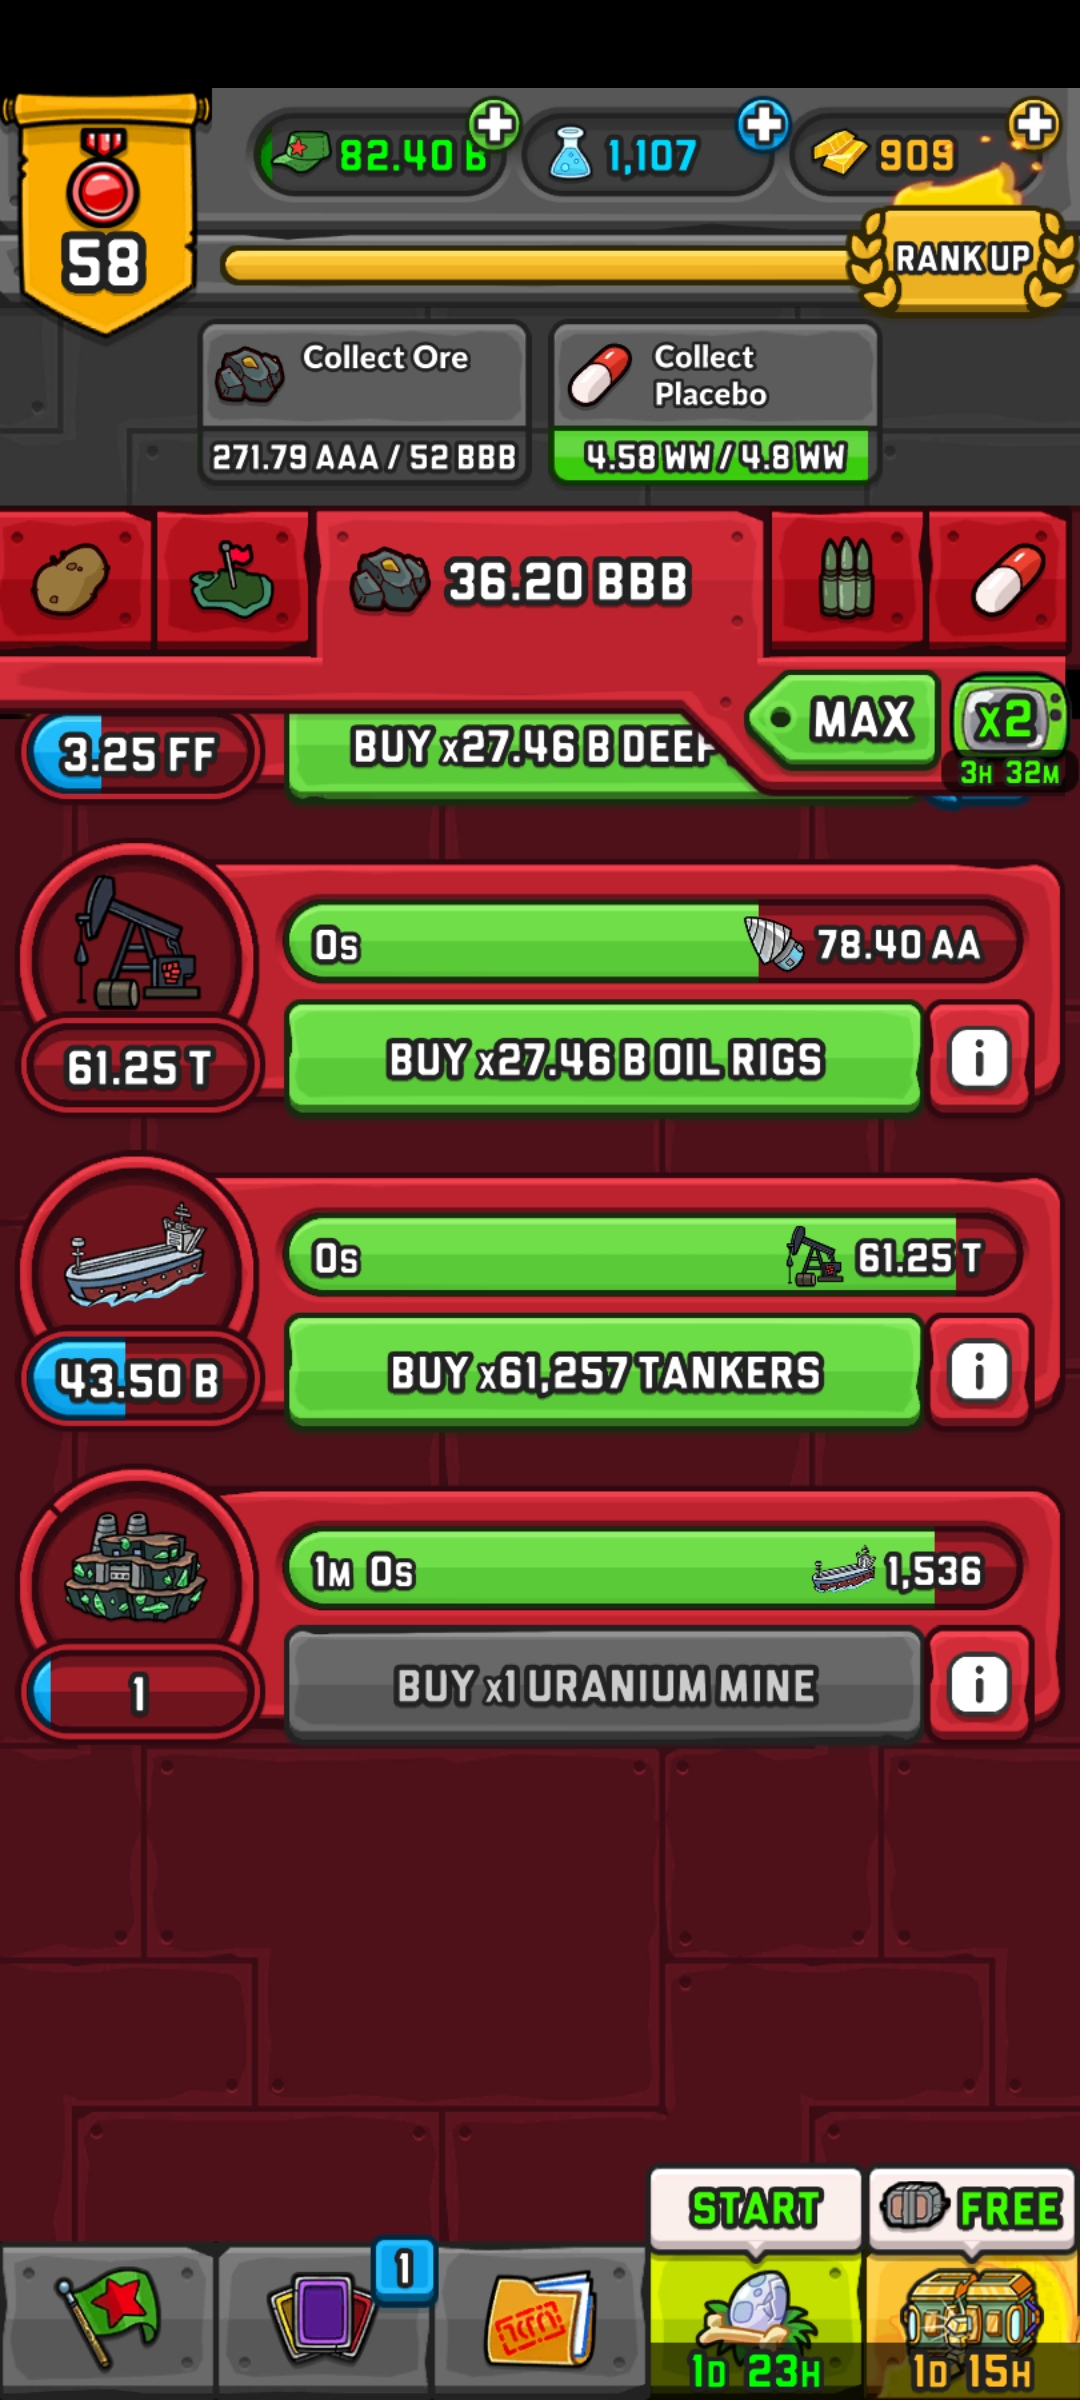 82.40 B
1,107
909
58
RANK UP
Collect Ore
271.79 AAA / 52 BBB
Collect
Placebo
4.58 WW / 4.8 WW
36.20 BBB
MAX
x2
3H 32M
3.25 FF
BUY x27.46 B DEEP
0s
78.40 AA
61.25 T
BUY x27.46 B OIL RIGS
i
0s
61.25 T
43.50 B
BUY x61,257 TANKERS
i
1M 0s
1,536
1
BUY x1 URANIUM MINE
i
START
FREE
1
1D 23H
1D 15H